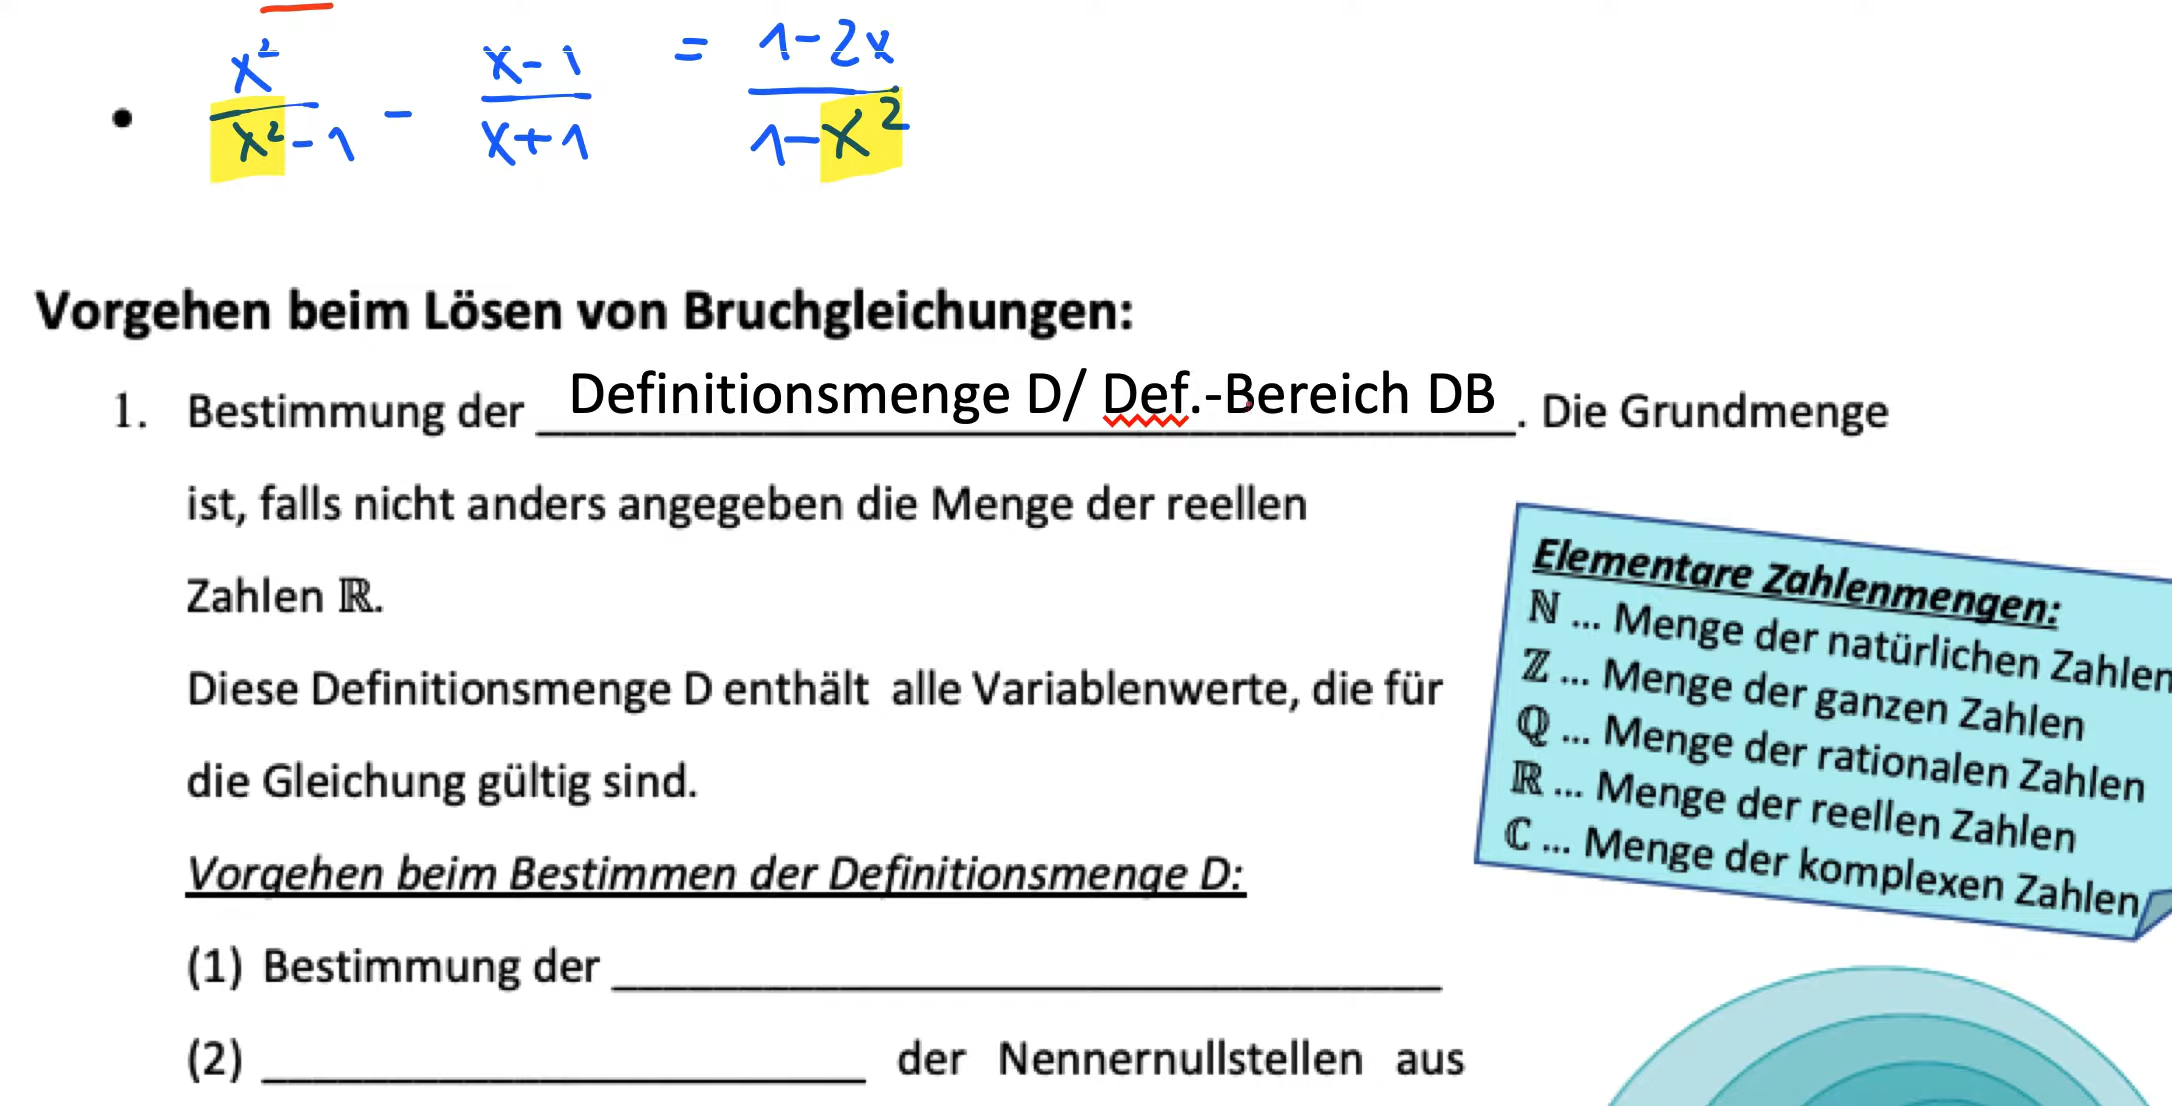 • x²/(x²-1) - (x-1)/(x+1) = (1-2x)/(1-x²)
Vorgehen beim Lösen von Bruchgleichungen:
1. Bestimmung der Definitionsmenge D/ Def.-Bereich DB. Die Grundmenge
ist, falls nicht anders angegeben die Menge der reellen
Zahlen ℝ.
Diese Definitionsmenge D enthält alle Variablenwerte, die für
die Gleichung gültig sind.
Vorgehen beim Bestimmen der Definitionsmenge D:
(1) Bestimmung der ____________________
(2) ____________________ der Nennernullstellen aus
Elementare Zahlenmengen:
ℕ ... Menge der natürlichen Zahlen
ℤ ... Menge der ganzen Zahlen
ℚ ... Menge der rationalen Zahlen
ℝ ... Menge der reellen Zahlen
ℂ ... Menge der komplexen Zahlen